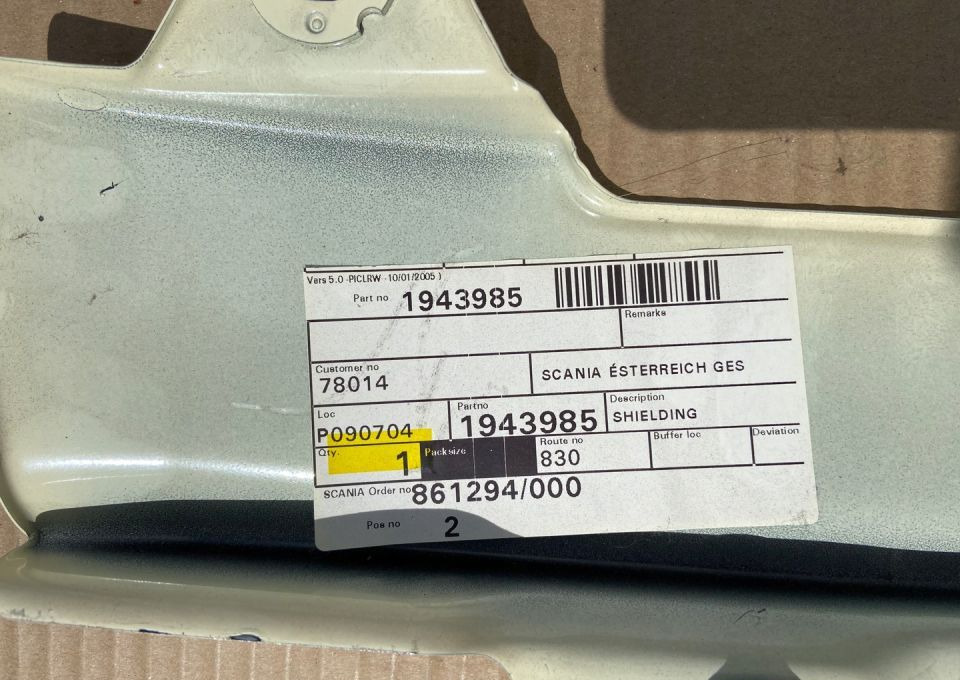 Vers 5.0 -PICLRW - 10/01/2005 )
Part no 1943985
Remarks
Customer no
78014
SCANIA ÉSTERREICH GES
Loc
P090704
Partno
1943985
Description
SHIELDING
Qty.
1
Packsize
Route no
830
Buffer loc
Deviation
SCANIA Order no 861294/000
Pos no 2